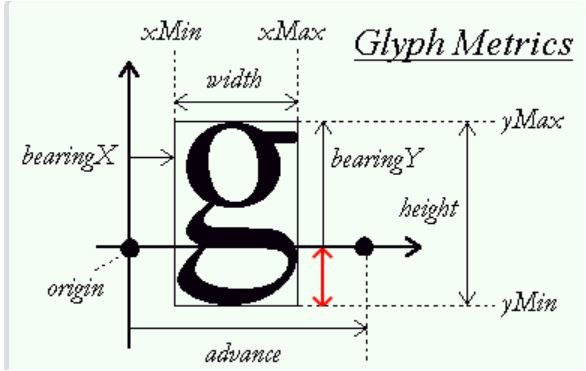 xMin xMax Glyph Metrics
width
yMax
bearingX bearingY
height
origin
yMin
advance